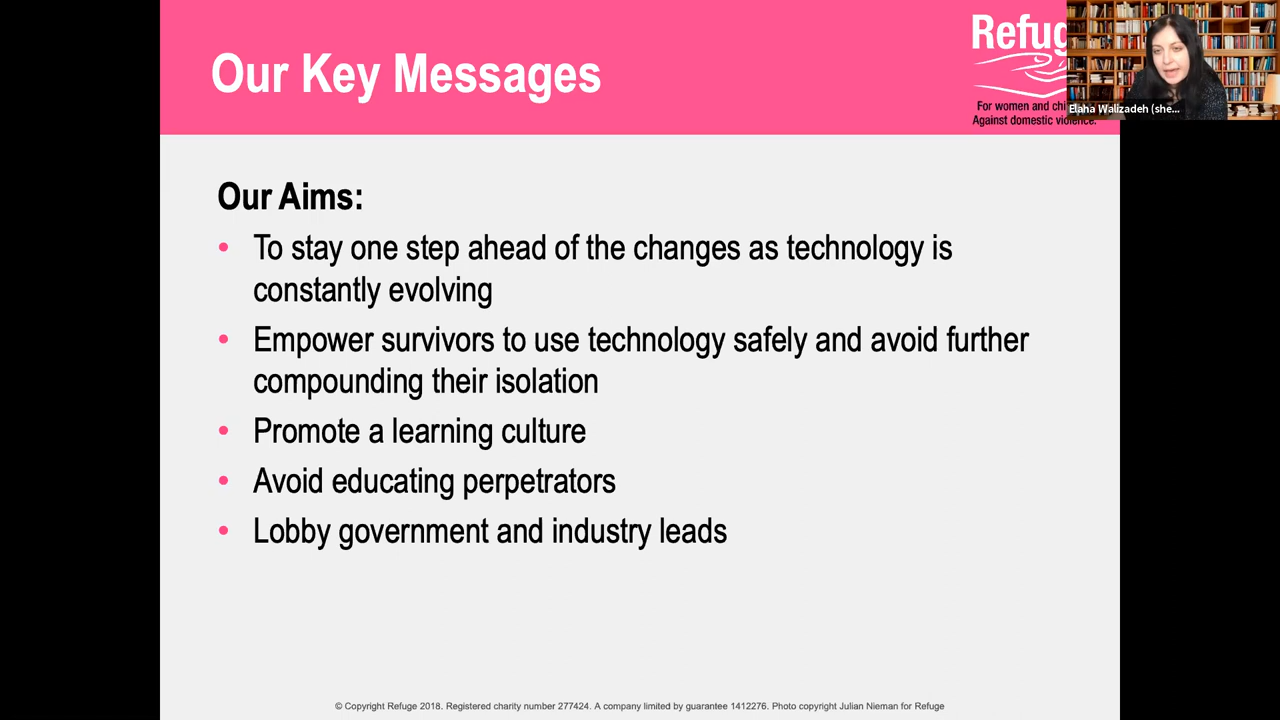 Our Key Messages
Refug
For women and chi
Against domestic violence.
Elaha Walizadeh (she...
Our Aims:
• To stay one step ahead of the changes as technology is
constantly evolving
• Empower survivors to use technology safely and avoid further
compounding their isolation
• Promote a learning culture
• Avoid educating perpetrators
• Lobby government and industry leads
© Copyright Refuge 2018. Registered charity number 277424. A company limited by guarantee 1412276. Photo copyright Julian Nieman for Refuge